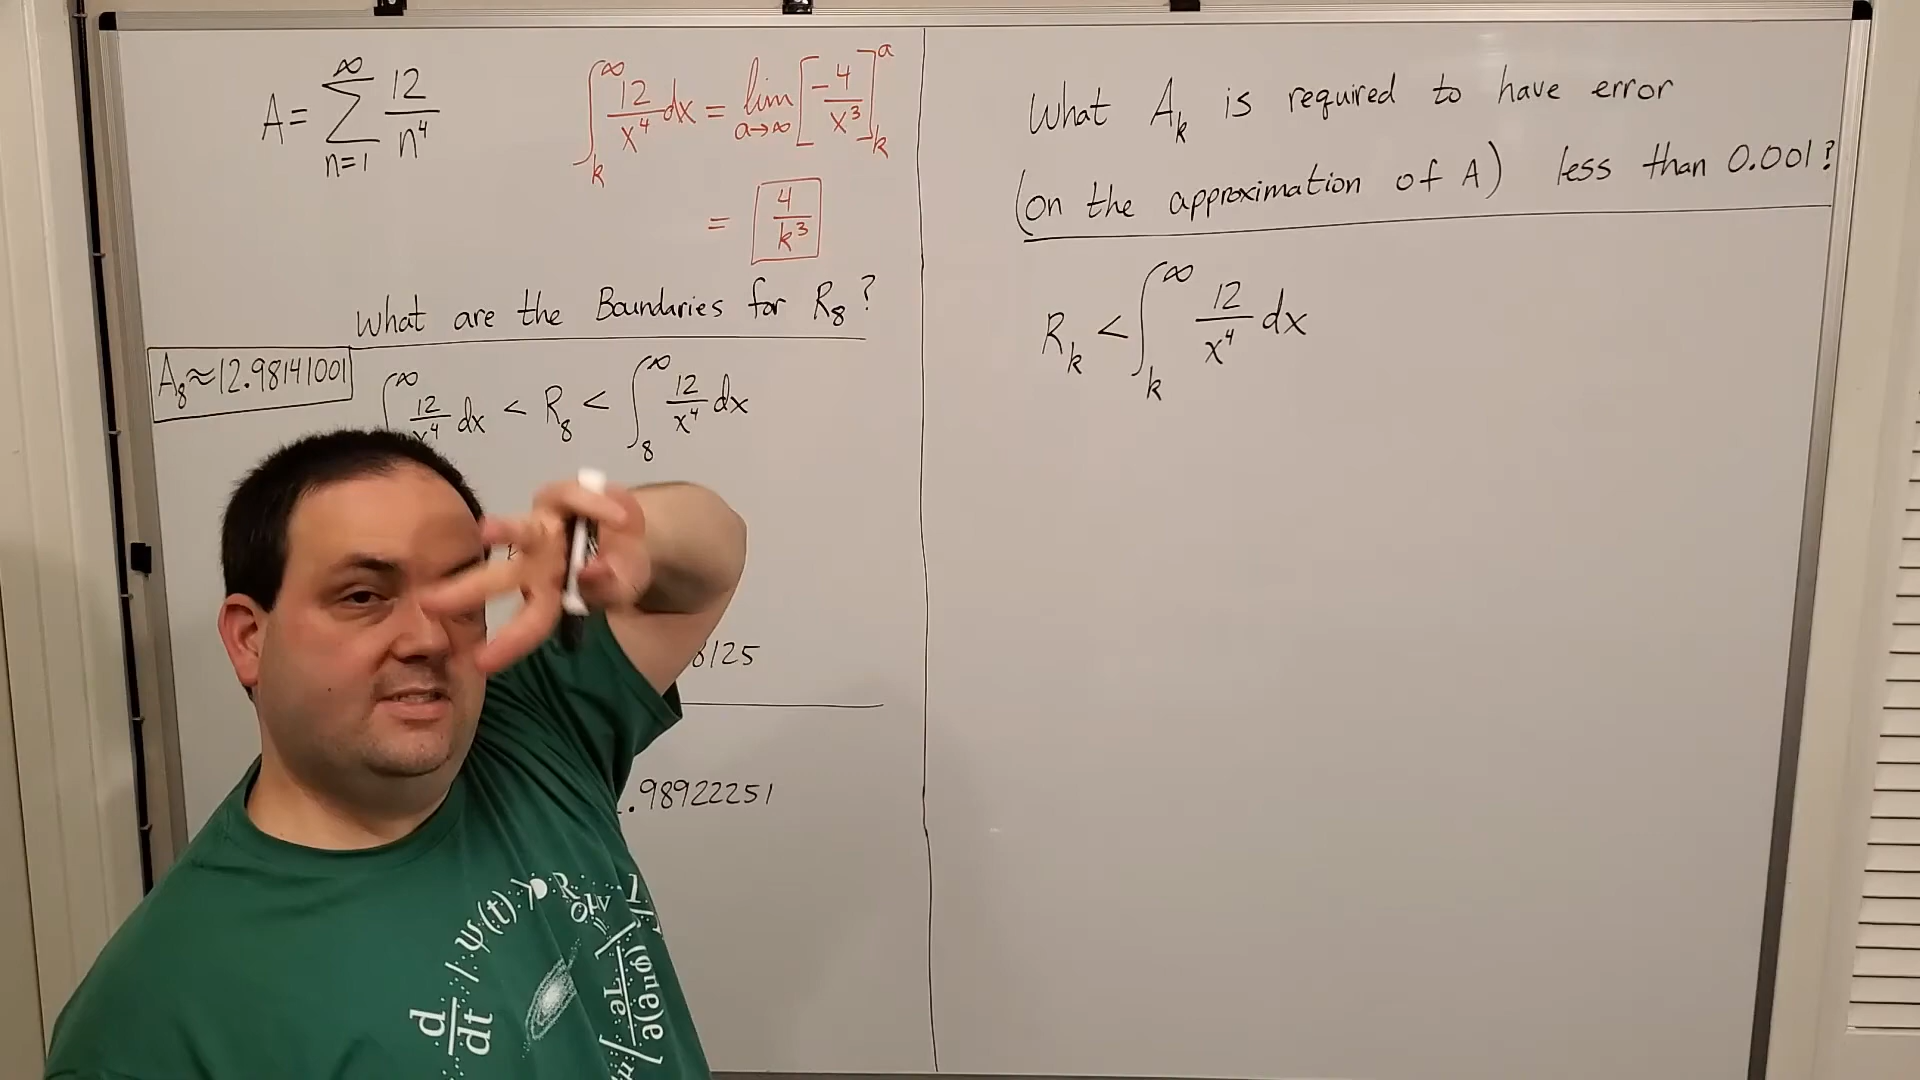 A = ∑_{n=1}^{∞} 12/n⁴
∫_k^∞ 12/x⁴ dx = lim_{a→∞} [-4/x³]_k^a
= 4/k³
What are the Boundaries for R₈?
A₈≈12.98141001
∫^∞ 12/x⁴ dx < R₈ < ∫_8^∞ 12/x⁴ dx
8125
.98922251
What A_k is required to have error
(on the approximation of A) less than 0.001?
R_k < ∫_k^∞ 12/x⁴ dx
d/dt ψ(t)